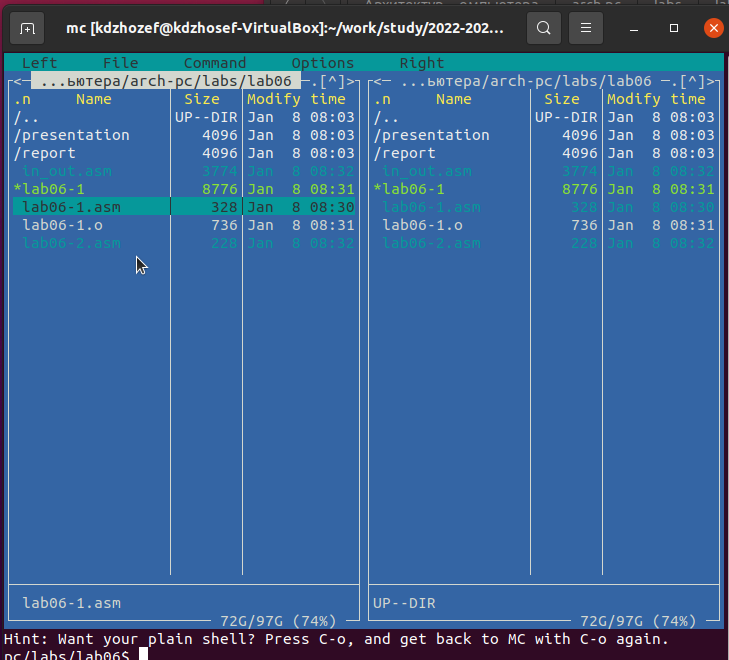 mc [kdzhozef@kdzhosef-VirtualBox]:~/work/study/2022-202...
Left File Command Options Right
<─ ...ьютера/arch-pc/labs/lab06 ─.[^]>
.n Name Size Modify time
/.. UP--DIR Jan 8 08:03
/presentation 4096 Jan 8 08:03
/report 4096 Jan 8 08:03
in_out.asm 3774 Jan 8 08:32
*lab06-1 8776 Jan 8 08:31
lab06-1.asm 328 Jan 8 08:30
lab06-1.o 736 Jan 8 08:31
lab06-2.asm 228 Jan 8 08:32
lab06-1.asm
72G/97G (74%)
<─ ...ьютера/arch-pc/labs/lab06 ─.[^]>
.n Name Size Modify time
/.. UP--DIR Jan 8 08:03
/presentation 4096 Jan 8 08:03
/report 4096 Jan 8 08:03
in_out.asm 3774 Jan 8 08:32
*lab06-1 8776 Jan 8 08:31
lab06-1.asm 328 Jan 8 08:30
lab06-1.o 736 Jan 8 08:31
lab06-2.asm 228 Jan 8 08:32
UP--DIR
72G/97G (74%)
Hint: Want your plain shell? Press C-o, and get back to MC with C-o again.
pc/labs/lab06$